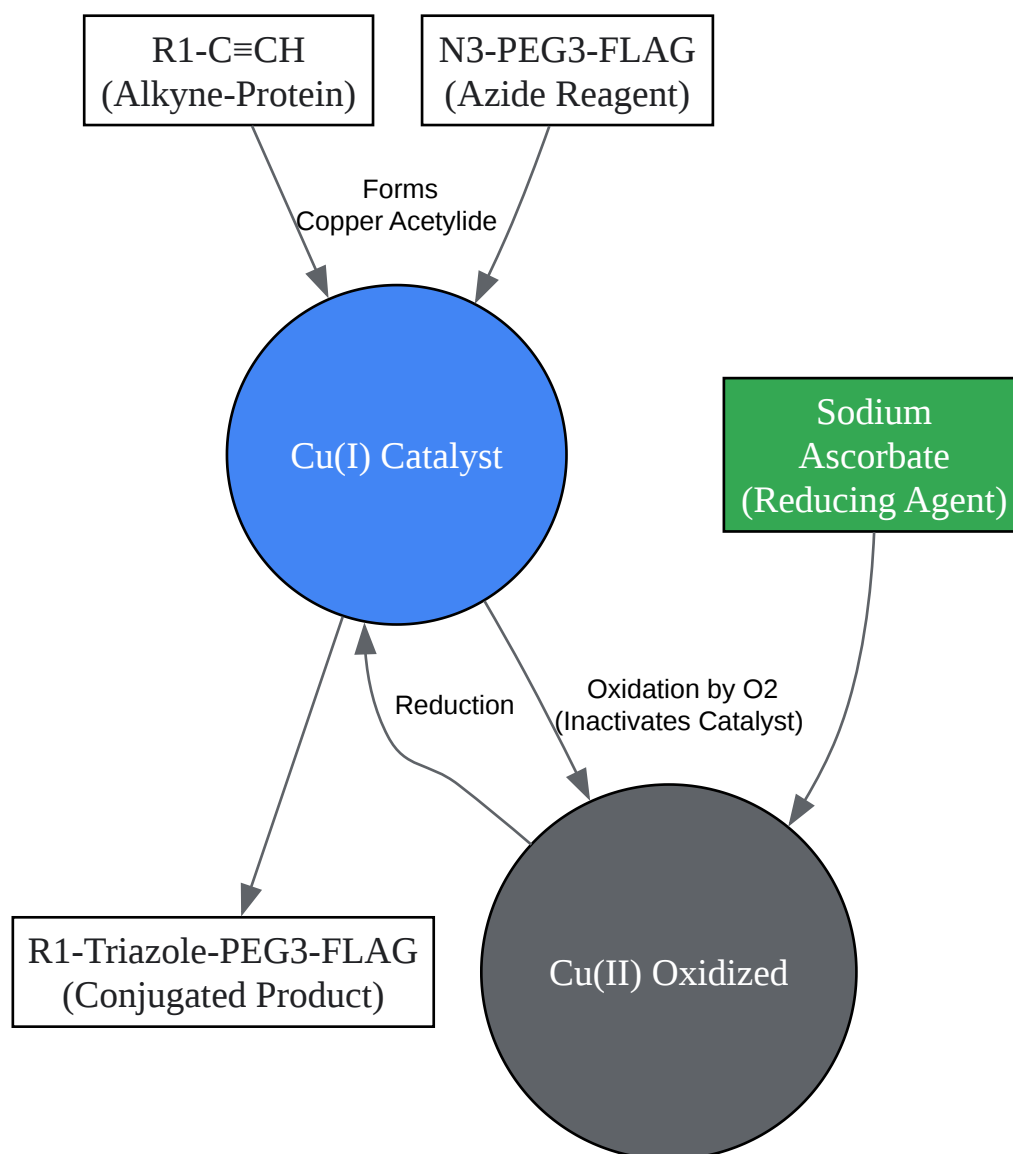 R1-C≡CH
(Alkyne-Protein)
N3-PEG3-FLAG
(Azide Reagent)
Forms
Copper Acetylide
Cu(I) Catalyst
Sodium
Ascorbate
(Reducing Agent)
Reduction
Oxidation by O2
(Inactivates Catalyst)
R1-Triazole-PEG3-FLAG
(Conjugated Product)
Cu(II) Oxidized